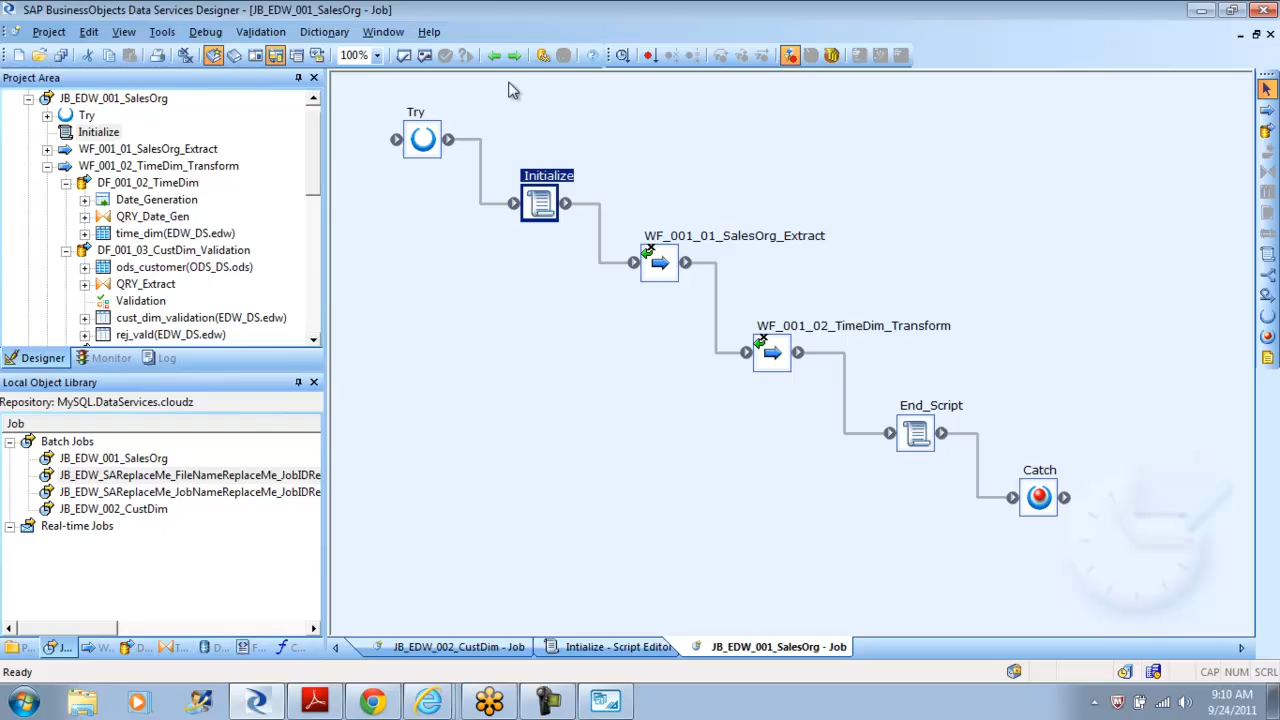 SAP BusinessObjects Data Services Designer - [JB_EDW_001_SalesOrg - Job]
Project Edit View Tools Debug Validation Dictionary Window Help
100%
Project Area
JB_EDW_001_SalesOrg
Try
Initialize
WF_001_01_SalesOrg_Extract
WF_001_02_TimeDim_Transform
DF_001_02_TimeDim
Date_Generation
QRY_Date_Gen
time_dim(EDW_DS.edw)
DF_001_03_CustDim_Validation
ods_customer(ODS_DS.ods)
QRY_Extract
Validation
cust_dim_validation(EDW_DS.edw)
rej_vald(EDW_DS.edw)
Designer Monitor Log
Local Object Library
Repository: MySQL.DataServices.cloudz
Job
Batch Jobs
JB_EDW_001_SalesOrg
JB_EDW_SAReplaceMe_FileNameReplaceMe_JobIDRe
JB_EDW_SAReplaceMe_JobNameReplaceMe_JobIDRe
JB_EDW_002_CustDim
Real-time Jobs
P... J... W... D... T... D... F... C...
Try
Initialize
WF_001_01_SalesOrg_Extract
WF_001_02_TimeDim_Transform
End_Script
Catch
JB_EDW_002_CustDim - Job Intialize - Script Editor JB_EDW_001_SalesOrg - Job
Ready
CAP NUM SCRL
9:10 AM
9/24/2011